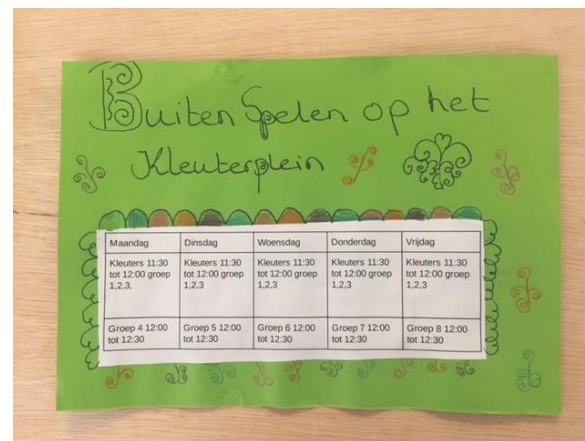 Buiten Spelen op het
Kleuterplein
Maandag Dinsdag Woensdag Donderdag Vrijdag
Kleuters 11:30 Kleuters 11:30 Kleuters 11:30 Kleuters 11:30 Kleuters 11:30
tot 12:00 groep tot 12:00 groep tot 12:00 groep tot 12:00 groep tot 12:00 groep
1,2,3, 1,2,3 1,2,3 1,2,3 1,2,3
Groep 4 12:00 Groep 5 12:00 Groep 6 12:00 Groep 7 12:00 Groep 8 12:00
tot 12:30 tot 12:30 tot 12:30 tot 12:30 tot 12:30